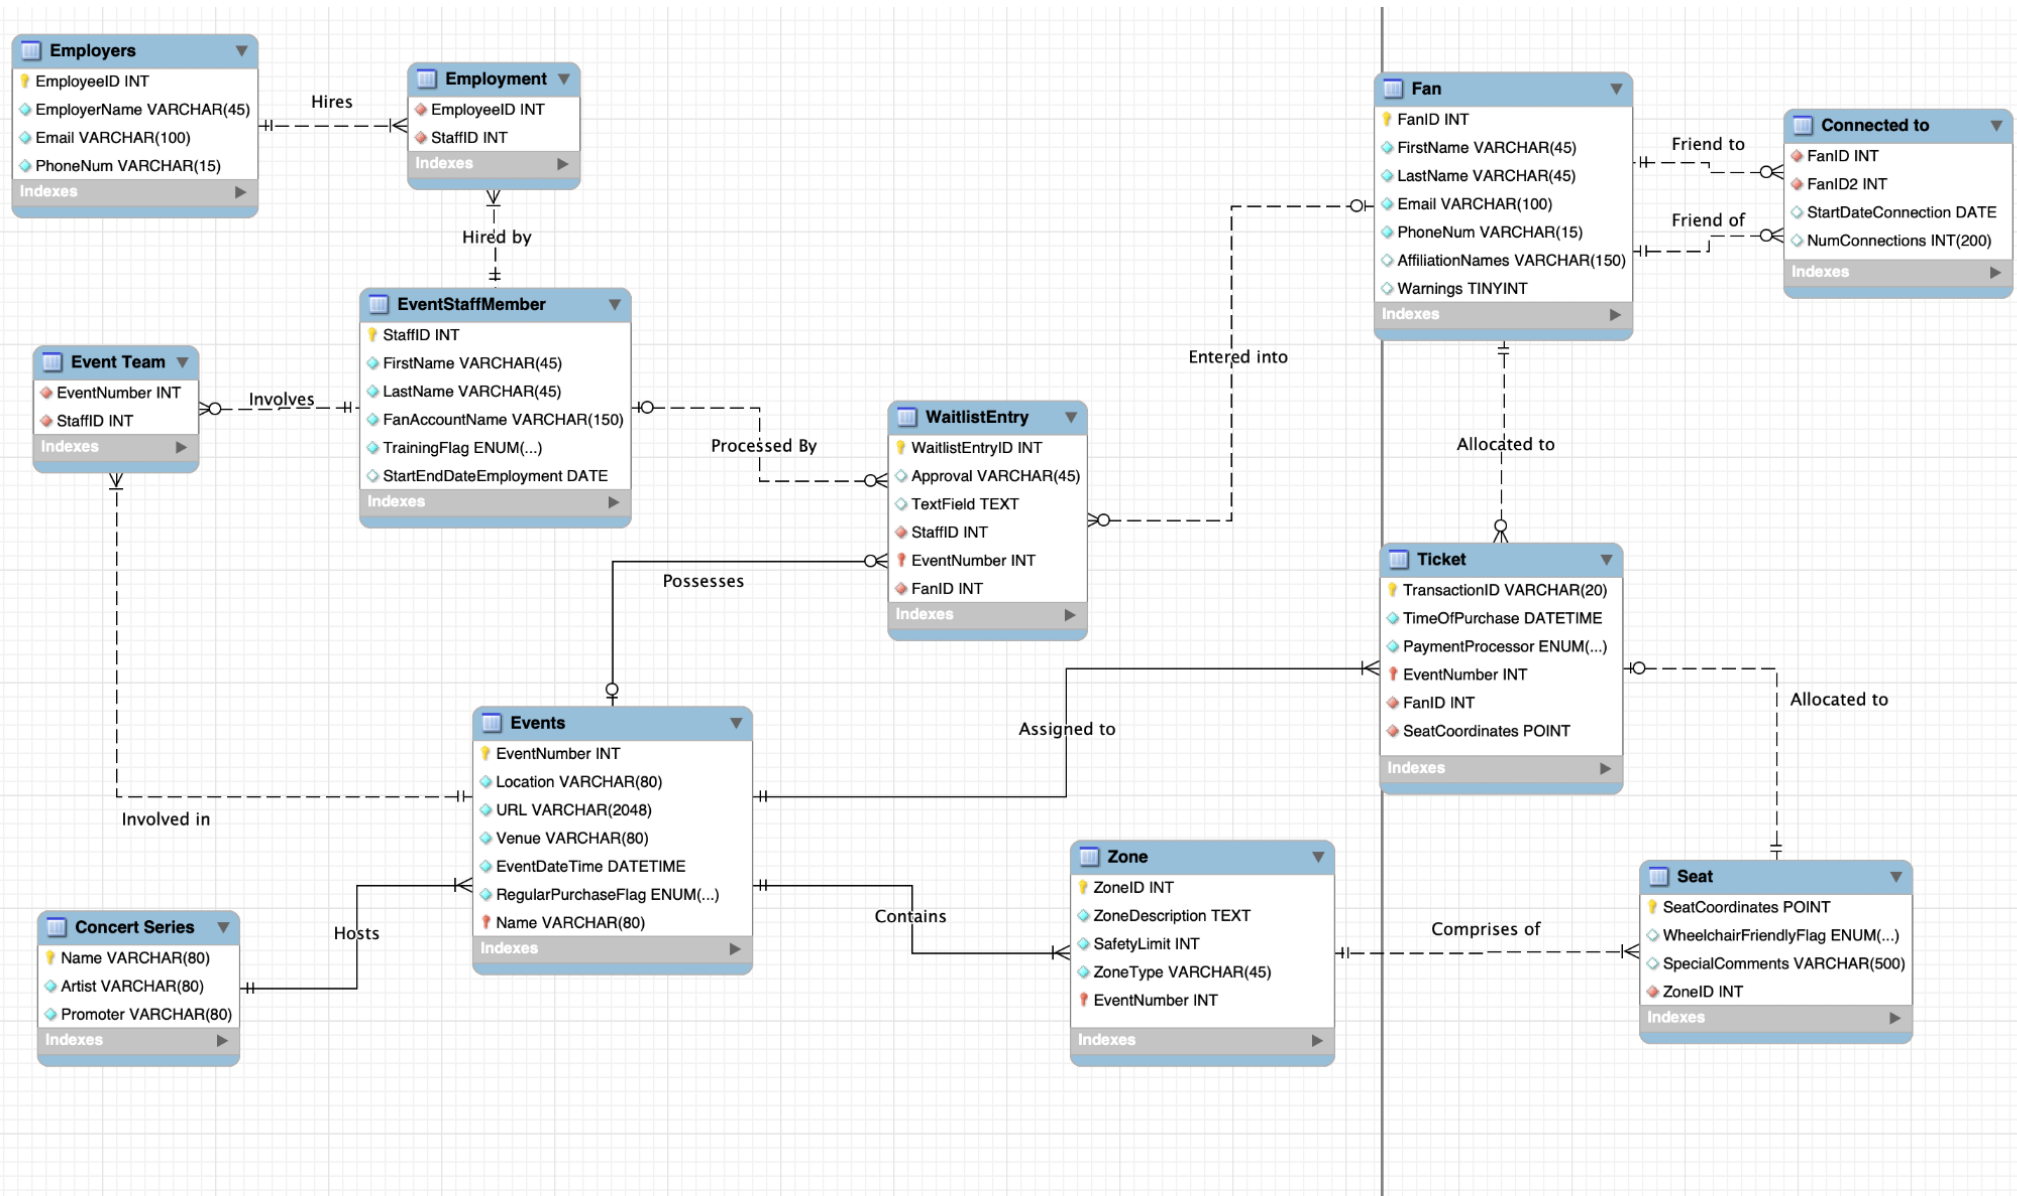 Employers
EmployeeID INT
EmployerName VARCHAR(45)
Email VARCHAR(100)
PhoneNum VARCHAR(15)
Indexes
Hires
Employment
EmployeeID INT
StaffID INT
Indexes
Hired by
EventStaffMember
StaffID INT
FirstName VARCHAR(45)
LastName VARCHAR(45)
FanAccountName VARCHAR(150)
TrainingFlag ENUM(...)
StartEndDateEmployment DATE
Indexes
Event Team
EventNumber INT
StaffID INT
Indexes
Involves
Processed By
WaitlistEntry
WaitlistEntryID INT
Approval VARCHAR(45)
TextField TEXT
StaffID INT
EventNumber INT
FanID INT
Indexes
Entered into
Fan
FanID INT
FirstName VARCHAR(45)
LastName VARCHAR(45)
Email VARCHAR(100)
PhoneNum VARCHAR(15)
AffiliationNames VARCHAR(150)
Warnings TINYINT
Indexes
Friend to
Friend of
Connected to
FanID INT
FanID2 INT
StartDateConnection DATE
NumConnections INT(200)
Indexes
Allocated to
Ticket
TransactionID VARCHAR(20)
TimeOfPurchase DATETIME
PaymentProcessor ENUM(...)
EventNumber INT
FanID INT
SeatCoordinates POINT
Indexes
Allocated to
Possesses
Assigned to
Involved in
Events
EventNumber INT
Location VARCHAR(80)
URL VARCHAR(2048)
Venue VARCHAR(80)
EventDateTime DATETIME
RegularPurchaseFlag ENUM(...)
Name VARCHAR(80)
Indexes
Hosts
Concert Series
Name VARCHAR(80)
Artist VARCHAR(80)
Promoter VARCHAR(80)
Indexes
Contains
Zone
ZoneID INT
ZoneDescription TEXT
SafetyLimit INT
ZoneType VARCHAR(45)
EventNumber INT
Indexes
Comprises of
Seat
SeatCoordinates POINT
WheelchairFriendlyFlag ENUM(...)
SpecialComments VARCHAR(500)
ZoneID INT
Indexes